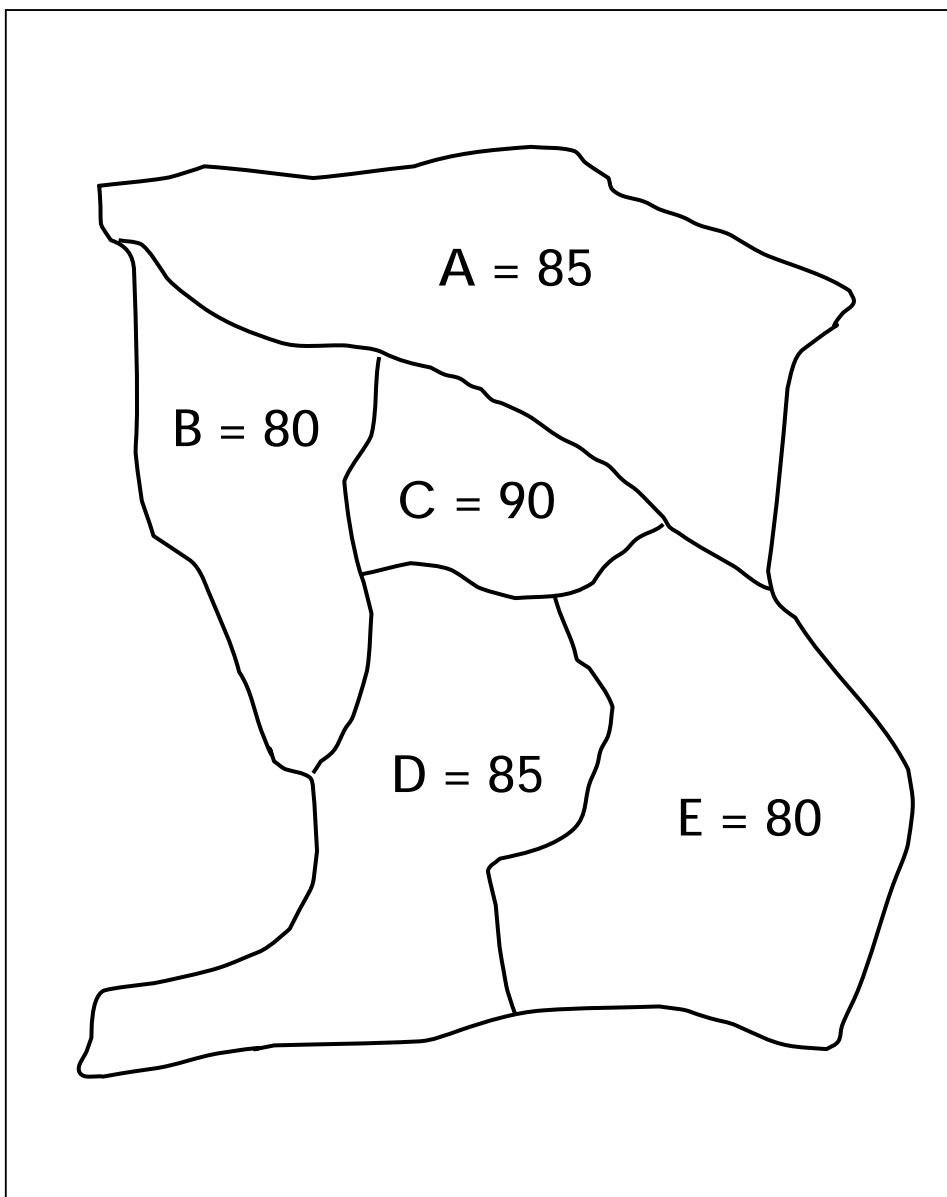 A = 85
B = 80
C = 90
D = 85
E = 80